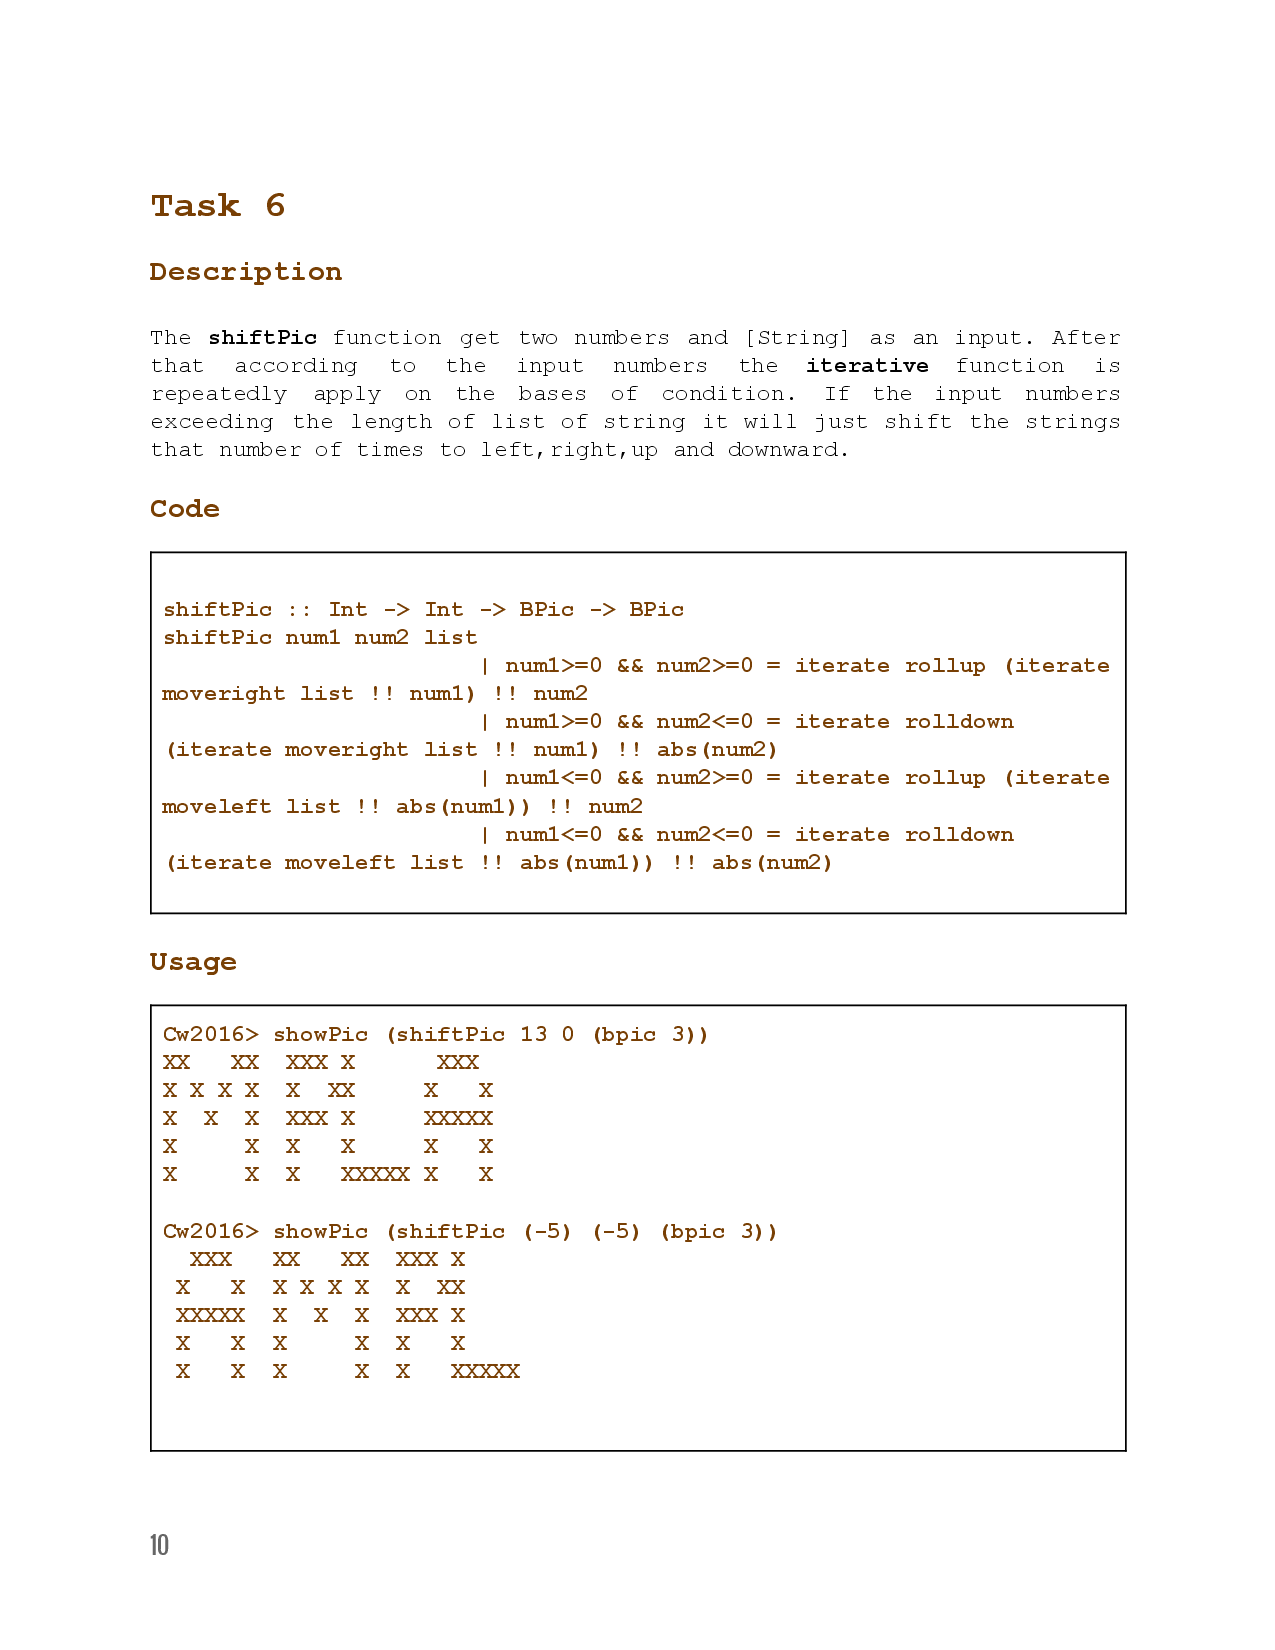 Task 6
Description
The shiftPic function get two numbers and [String] as an input. After
that according to the input numbers the iterative function is
repeatedly apply on the bases of condition. If the input numbers
exceeding the length of list of string it will just shift the strings
that number of times to left,right,up and downward.
Code
shiftPic :: Int -> Int -> BPic -> BPic
shiftPic num1 num2 list
                       | num1>=0 && num2>=0 = iterate rollup (iterate
moveright list !! num1) !! num2
                       | num1>=0 && num2<=0 = iterate rolldown
(iterate moveright list !! num1) !! abs(num2)
                       | num1<=0 && num2>=0 = iterate rollup (iterate
moveleft list !! abs(num1)) !! num2
                       | num1<=0 && num2<=0 = iterate rolldown
(iterate moveleft list !! abs(num1)) !! abs(num2)
Usage
Cw2016> showPic (shiftPic 13 0 (bpic 3))
XX   XX  XXX X      XXX
X X X X  X  XX     X   X
X  X  X  XXX X     XXXXX
X     X  X   X     X   X
X     X  X   XXXXX X   X
Cw2016> showPic (shiftPic (-5) (-5) (bpic 3))
  XXX   XX   XX  XXX X
 X   X  X X X X  X  XX
 XXXXX  X  X  X  XXX X
 X   X  X     X  X   X
 X   X  X     X  X   XXXXX
10